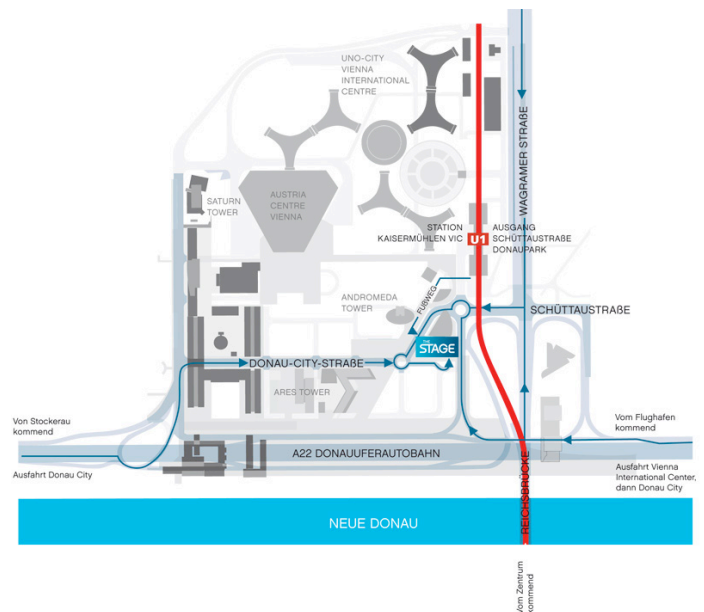 UNO-CITY
VIENNA
INTERNATIONAL
CENTRE
WAGRAMER STRAßE
SATURN
TOWER
AUSTRIA
CENTRE
VIENNA
STATION
KAISERMÜHLEN VIC
U1
AUSGANG
SCHÜTTAUSTRAßE
DONAUPARK
FUßWEG
ANDROMEDA
TOWER
SCHÜTTAUSTRAßE
THE
STAGE
DONAU-CITY-STRAßE
ARES TOWER
Von Stockerau
kommend
Vom Flughafen
kommend
A22 DONAUUFERAUTOBAHN
Ausfahrt Donau City
Ausfahrt Vienna
International Center,
dann Donau City
REICHSBRÜCKE
NEUE DONAU
Vom Zentrum
kommend